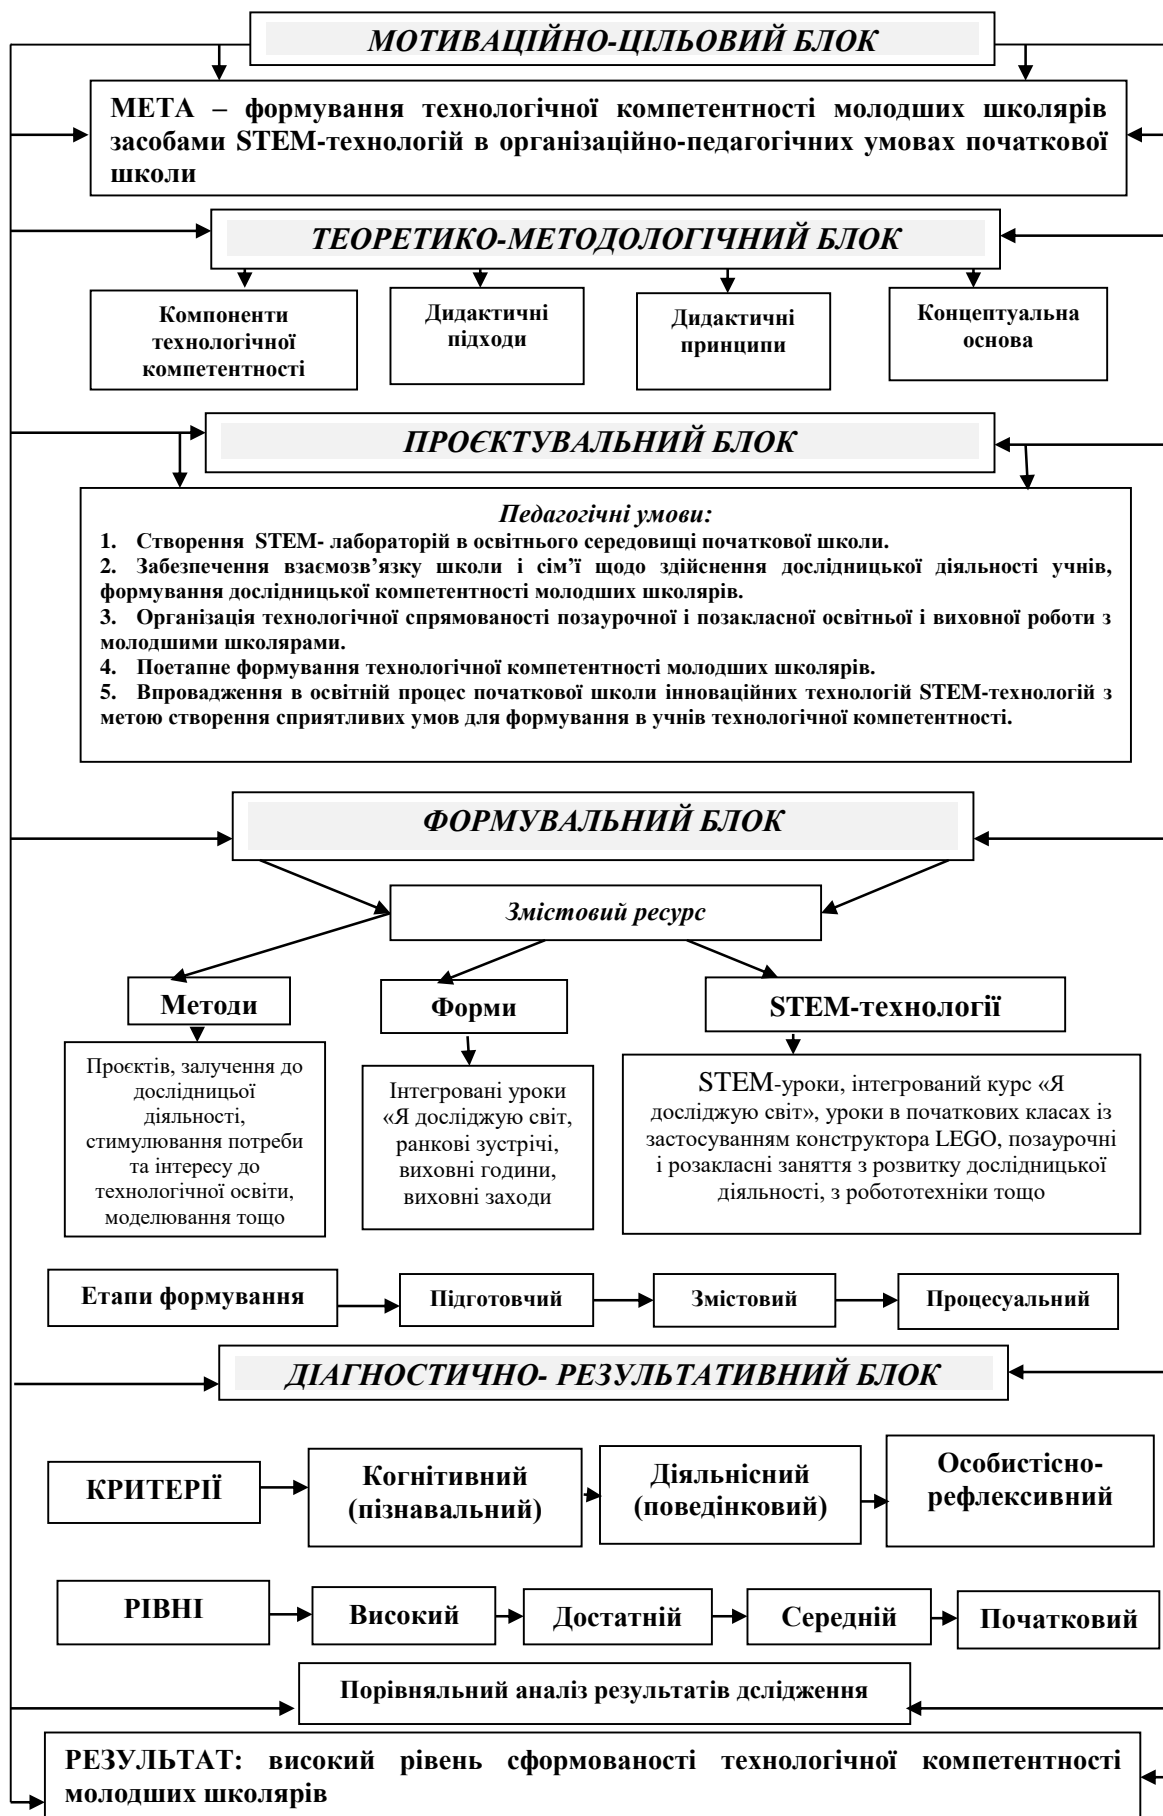 МОТИВАЦІЙНО-ЦІЛЬОВИЙ БЛОК
МЕТА – формування технологічної компетентності молодших школярів
засобами STEM-технологій в організаційно-педагогічних умовах початкової
школи
ТЕОРЕТИКО-МЕТОДОЛОГІЧНИЙ БЛОК
Компоненти
технологічної
компетентності
Дидактичні
підходи
Дидактичні
принципи
Концептуальна
основа
ПРОЄКТУВАЛЬНИЙ БЛОК
Педагогічні умови:
1. Створення STEM- лабораторій в освітнього середовищі початкової школи.
2. Забезпечення взаємозв’язку школи і сім’ї щодо здійснення дослідницької діяльності учнів,
формування дослідницької компетентності молодших школярів.
3. Організація технологічної спрямованості позаурочної і позакласної освітньої і виховної роботи з
молодшими школярами.
4. Поетапне формування технологічної компетентності молодших школярів.
5. Впровадження в освітній процес початкової школи інноваційних технологій STEM-технологій з
метою створення сприятливих умов для формування в учнів технологічної компетентності.
ФОРМУВАЛЬНИЙ БЛОК
Змістовий ресурс
Методи
Форми
STEM-технології
Проєктів, залучення до
дослідницької
діяльності,
стимулювання потреби
та інтересу до
технологічної освіти,
моделювання тощо
Інтегровані уроки
«Я досліджую світ,
ранкові зустрічі,
виховні години,
виховні заходи
STEM-уроки, інтегрований курс «Я
досліджую світ», уроки в початкових класах із
застосуванням конструктора LEGO, позаурочні
і розакласні заняття з розвитку дослідницької
діяльності, з робототехніки тощо
Етапи формування
Підготовчий
Змістовий
Процесуальний
ДІАГНОСТИЧНО- РЕЗУЛЬТАТИВНИЙ БЛОК
КРИТЕРІЇ
Когнітивний
(пізнавальний)
Діяльнісний
(поведінковий)
Особистісно-
рефлексивний
РІВНІ
Високий
Достатній
Середній
Початковий
Порівняльний аналіз результатів дслідження
РЕЗУЛЬТАТ: високий рівень сформованості технологічної компетентності
молодших школярів